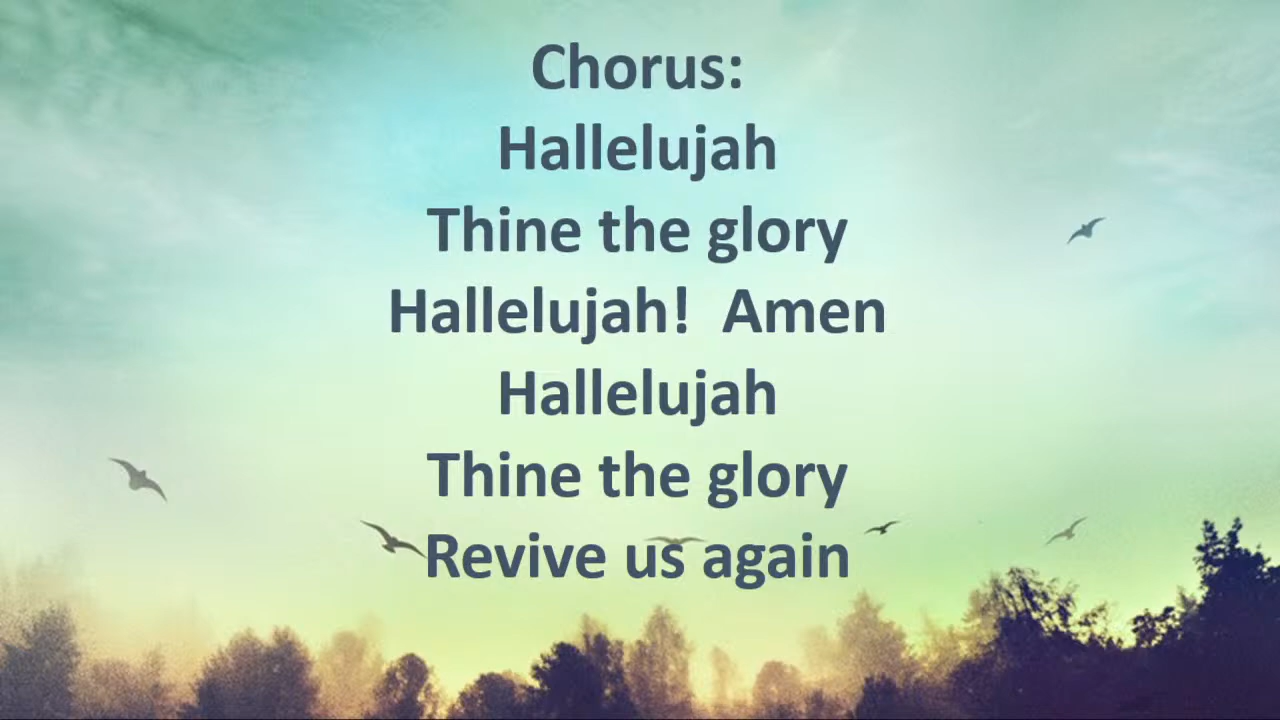 Chorus:
Hallelujah
Thine the glory
Hallelujah!  Amen
Hallelujah
Thine the glory
Revive us again